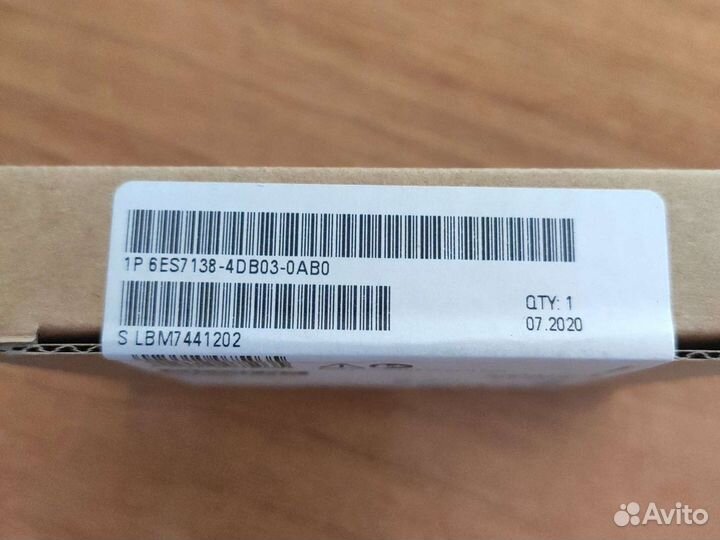 1P 6ES7138-4DB03-0AB0
QTY: 1
07.2020
S LBM7441202
Avito